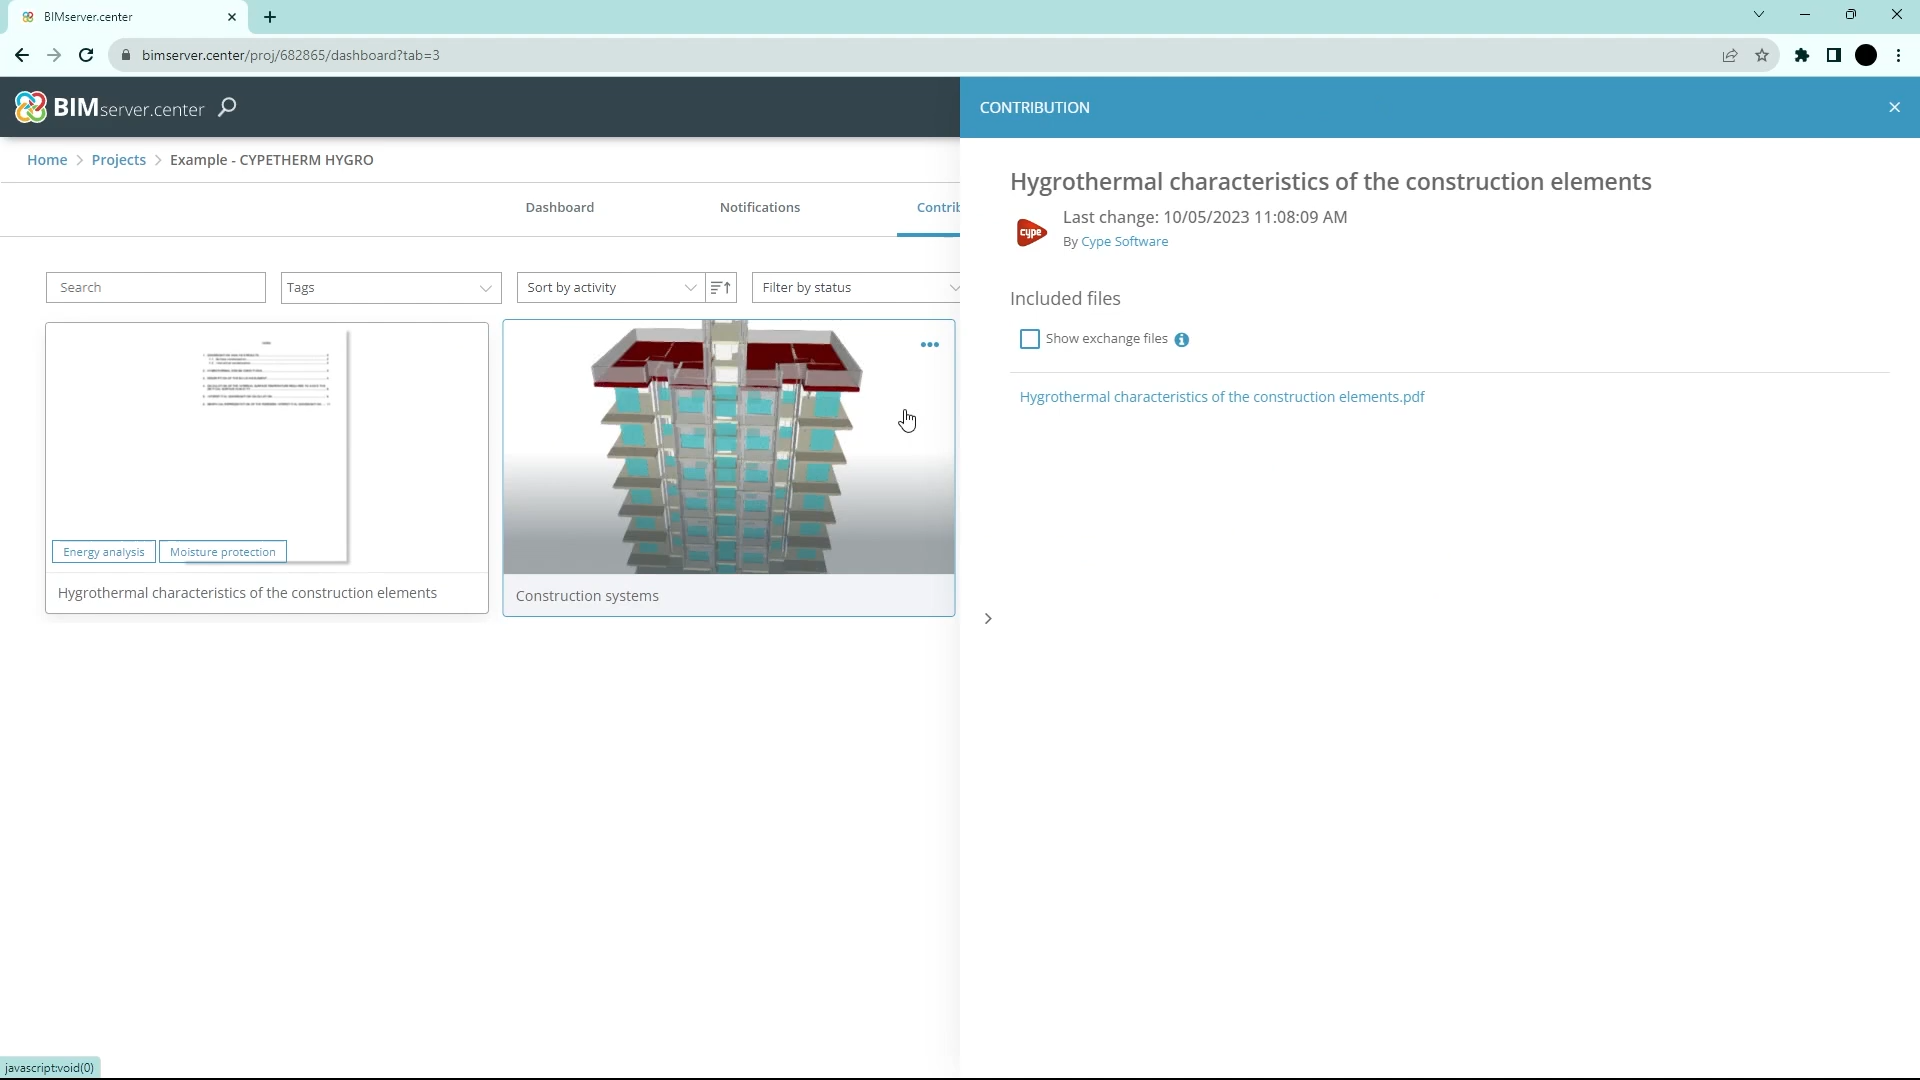 BIMserver.center
bimserver.center/proj/682865/dashboard?tab=3
BIMserver.center
CONTRIBUTION
Home > Projects > Example - CYPETHERM HYGRO
Hygrothermal characteristics of the construction elements
Dashboard
Notifications
Contrib
cype
Last change: 10/05/2023 11:08:09 AM
By Cype Software
Search
Tags
Sort by activity
Filter by status
Included files
Show exchange files
Hygrothermal characteristics of the construction elements.pdf
Energy analysis
Moisture protection
Hygrothermal characteristics of the construction elements
Construction systems
javascript:void(0)